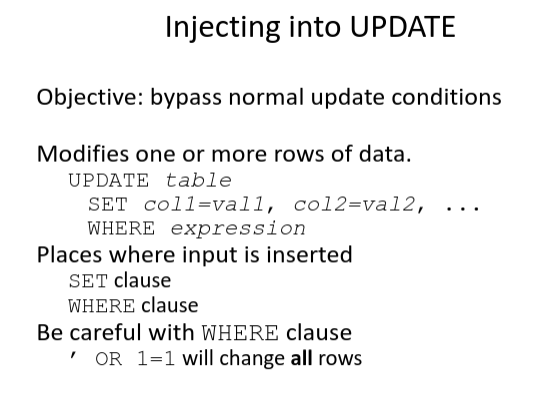 Injecting into UPDATE
Objective: bypass normal update conditions
Modifies one or more rows of data.
UPDATE table
SET col1=val1, col2=val2, ...
WHERE expression
Places where input is inserted
SET clause
WHERE clause
Be careful with WHERE clause
’ OR 1=1 will change all rows